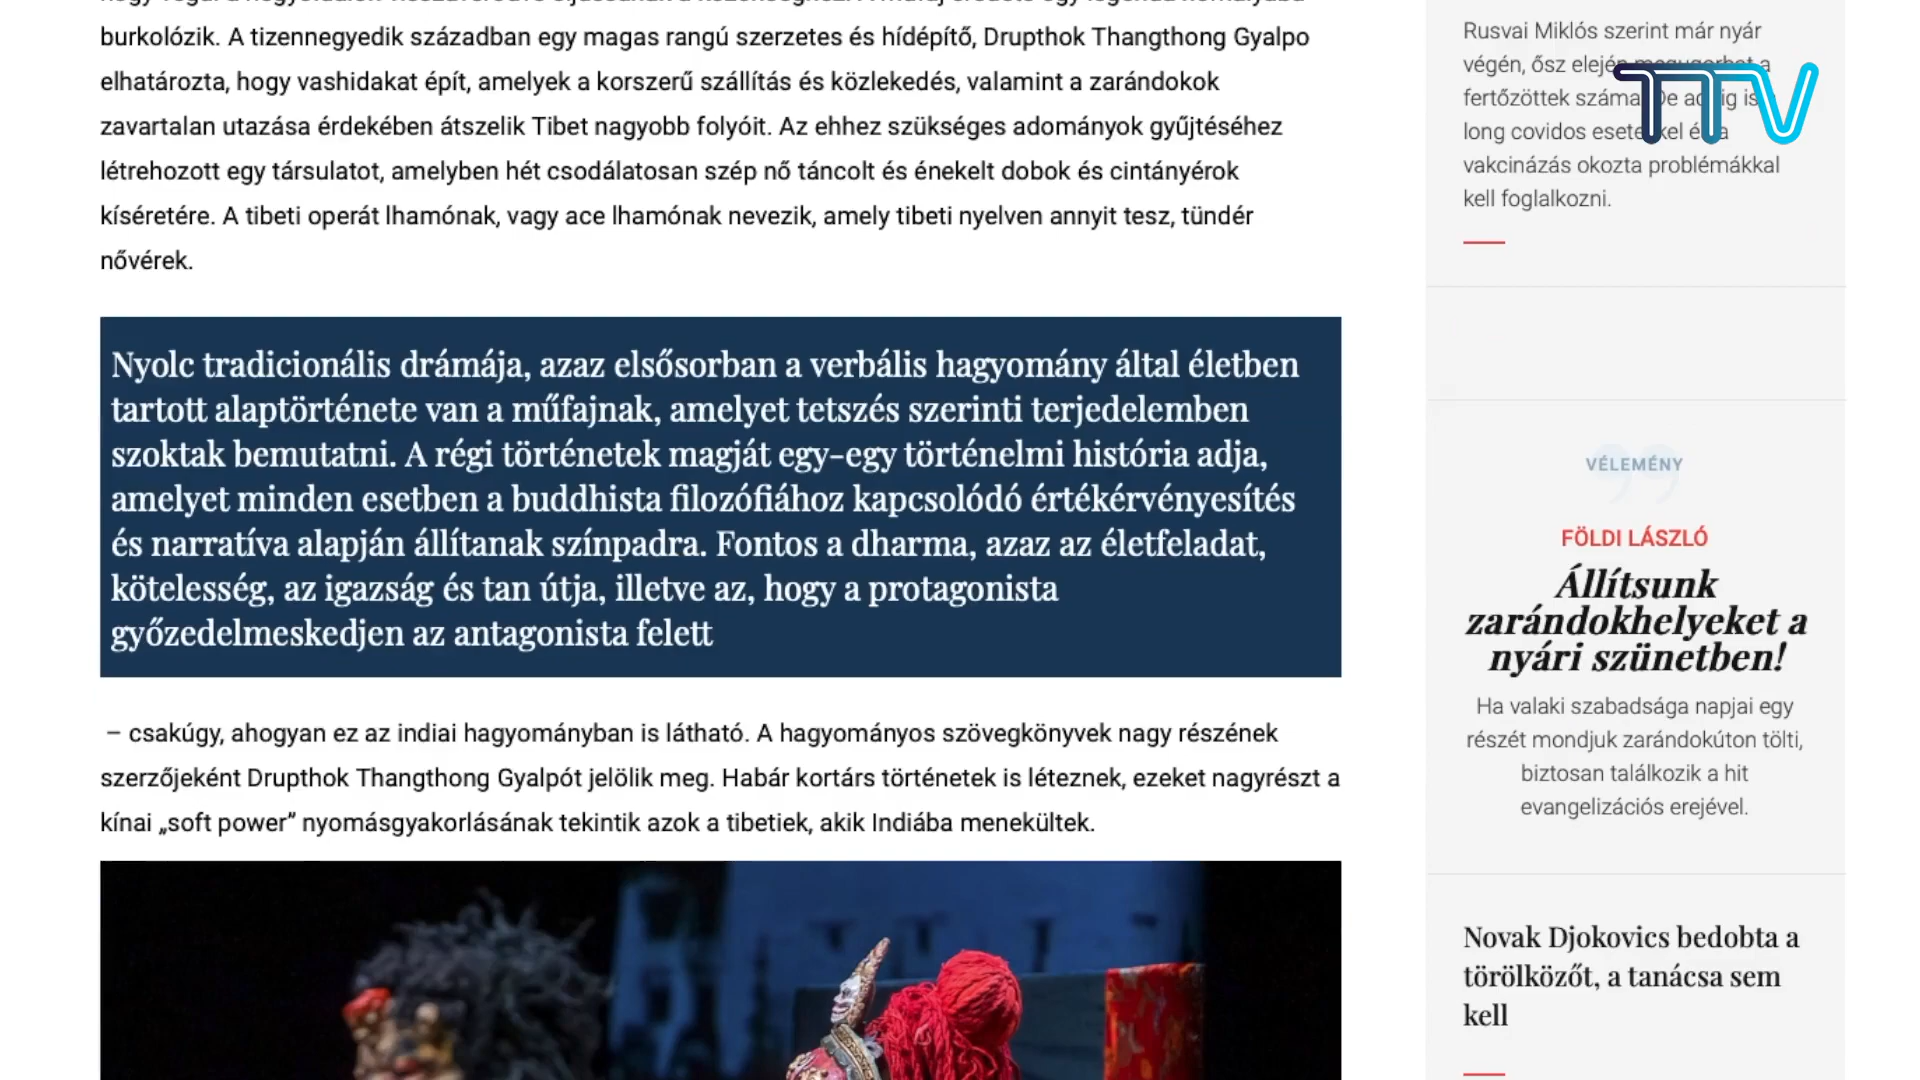 burkolózik. A tizennegyedik században egy magas rangú szerzetes és hídépítő, Drupthok Thangthong Gyalpo
elhatározta, hogy vashidakat épít, amelyek a korszerű szállítás és közlekedés, valamint a zarándokok
zavartalan utazása érdekében átszelik Tibet nagyobb folyóit. Az ehhez szükséges adományok gyűjtéséhez
létrehozott egy társulatot, amelyben hét csodálatosan szép nő táncolt és énekelt dobok és cintányérok
kíséretére. A tibeti operát lhamónak, vagy ace lhamónak nevezik, amely tibeti nyelven annyit tesz, tündér
nővérek.
Nyolc tradicionális drámája, azaz elsősorban a verbális hagyomány által életben
tartott alaptörténete van a műfajnak, amelyet tetszés szerinti terjedelemben
szoktak bemutatni. A régi történetek magját egy-egy történelmi história adja,
amelyet minden esetben a buddhista filozófiához kapcsolódó értékérvényesítés
és narratíva alapján állítanak színpadra. Fontos a dharma, azaz az életfeladat,
kötelesség, az igazság és tan útja, illetve az, hogy a protagonista
győzedelmeskedjen az antagonista felett
– csakúgy, ahogyan ez az indiai hagyományban is látható. A hagyományos szövegkönyvek nagy részének
szerzőjeként Drupthok Thangthong Gyalpót jelölik meg. Habár kortárs történetek is léteznek, ezeket nagyrészt a
kínai „soft power” nyomásgyakorlásának tekintik azok a tibetiek, akik Indiába menekültek.
Rusvai Miklós szerint már nyár
végén, ősz elején a
fertőzöttek száma
long covidos
vakcinázás okozta problémákkal
kell foglalkozni.
TTV
VÉLEMÉNY
FÖLDI LÁSZLÓ
Állítsunk
zarándokhelyeket a
nyári szünetben!
Ha valaki szabadsága napjai egy
részét mondjuk zarándokúton tölti,
biztosan találkozik a hit
evangelizációs erejével.
Novak Djokovics bedobta a
törölközőt, a tanácsa sem
kell